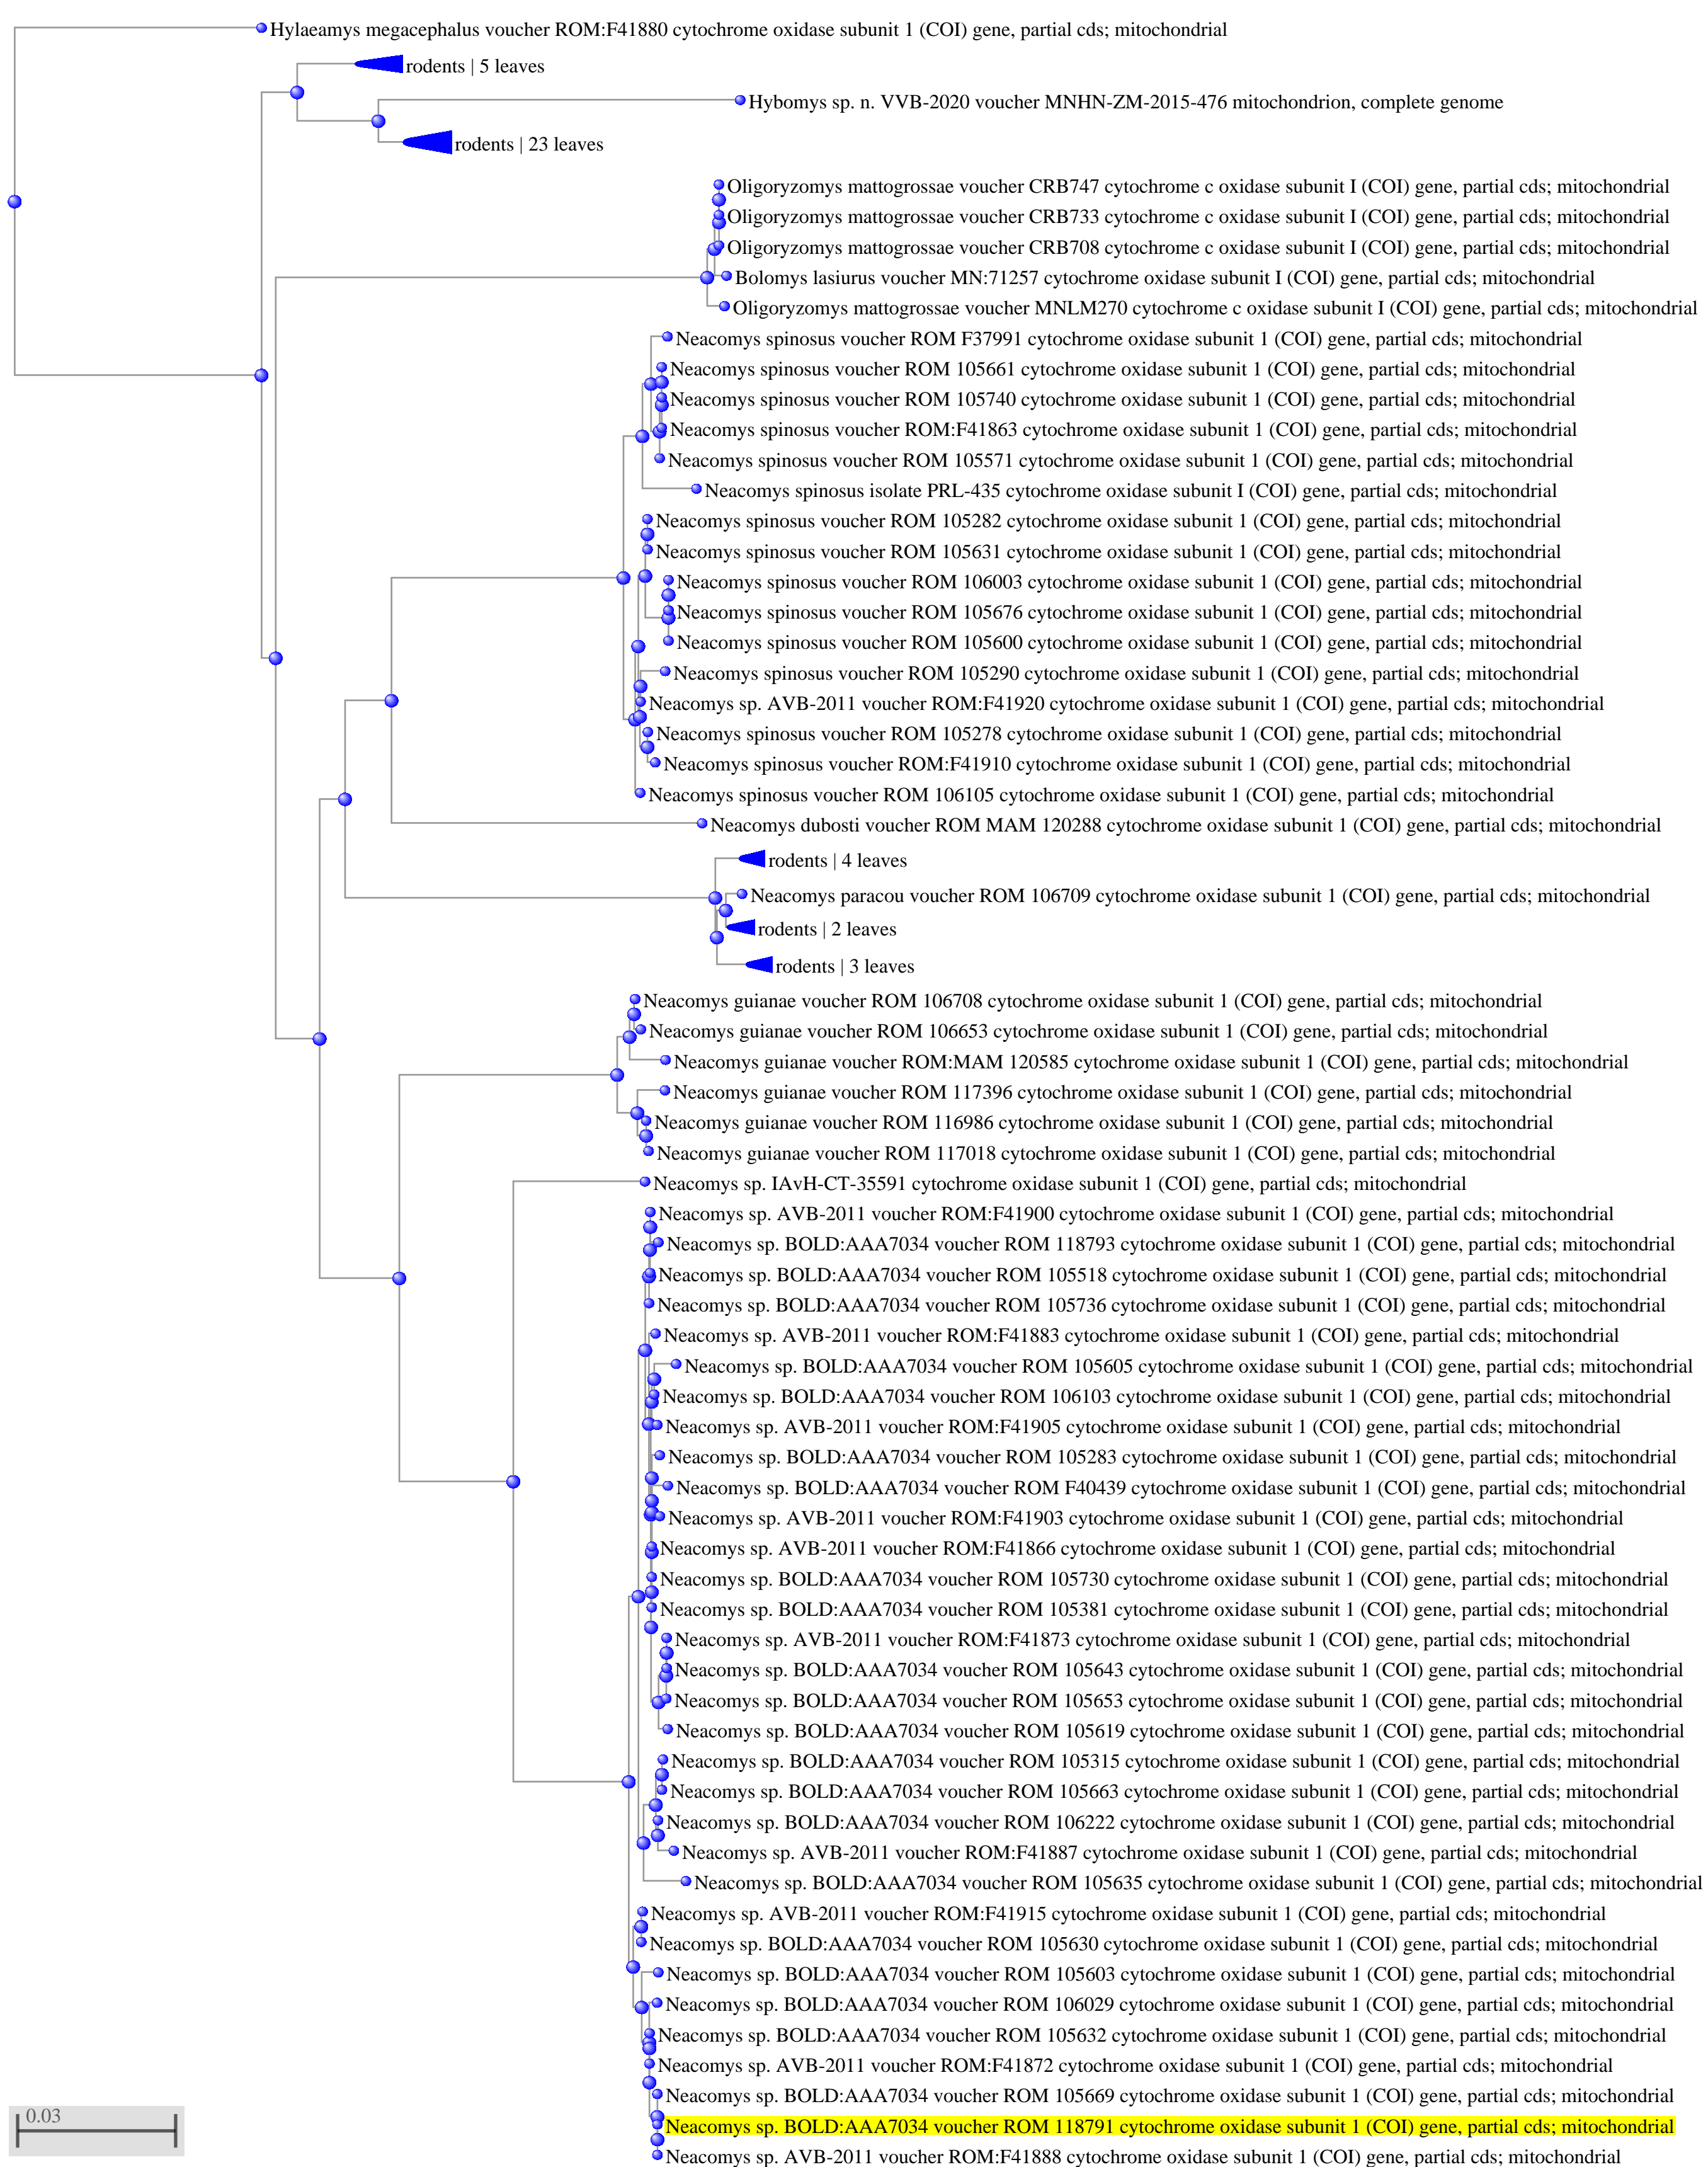 Hylaeamys megacephalus voucher ROM:F41880 cytochrome oxidase subunit 1 (COI) gene, partial cds; mitochondrial
rodents | 5 leaves
Hybomys sp. n. VVB-2020 voucher MNHN-ZM-2015-476 mitochondrion, complete genome
rodents | 23 leaves
Oligoryzomys mattogrossae voucher CRB747 cytochrome c oxidase subunit I (COI) gene, partial cds; mitochondrial
Oligoryzomys mattogrossae voucher CRB733 cytochrome c oxidase subunit I (COI) gene, partial cds; mitochondrial
Oligoryzomys mattogrossae voucher CRB708 cytochrome c oxidase subunit I (COI) gene, partial cds; mitochondrial
Bolomys lasiurus voucher MN:71257 cytochrome oxidase subunit I (COI) gene, partial cds; mitochondrial
Oligoryzomys mattogrossae voucher MNLM270 cytochrome c oxidase subunit I (COI) gene, partial cds; mitochondrial
Neacomys spinosus voucher ROM F37991 cytochrome oxidase subunit 1 (COI) gene, partial cds; mitochondrial
Neacomys spinosus voucher ROM 105661 cytochrome oxidase subunit 1 (COI) gene, partial cds; mitochondrial
Neacomys spinosus voucher ROM 105740 cytochrome oxidase subunit 1 (COI) gene, partial cds; mitochondrial
Neacomys spinosus voucher ROM:F41863 cytochrome oxidase subunit 1 (COI) gene, partial cds; mitochondrial
Neacomys spinosus voucher ROM 105571 cytochrome oxidase subunit 1 (COI) gene, partial cds; mitochondrial
Neacomys spinosus isolate PRL-435 cytochrome oxidase subunit I (COI) gene, partial cds; mitochondrial
Neacomys spinosus voucher ROM 105282 cytochrome oxidase subunit 1 (COI) gene, partial cds; mitochondrial
Neacomys spinosus voucher ROM 105631 cytochrome oxidase subunit 1 (COI) gene, partial cds; mitochondrial
Neacomys spinosus voucher ROM 106003 cytochrome oxidase subunit 1 (COI) gene, partial cds; mitochondrial
Neacomys spinosus voucher ROM 105676 cytochrome oxidase subunit 1 (COI) gene, partial cds; mitochondrial
Neacomys spinosus voucher ROM 105600 cytochrome oxidase subunit 1 (COI) gene, partial cds; mitochondrial
Neacomys spinosus voucher ROM 105290 cytochrome oxidase subunit 1 (COI) gene, partial cds; mitochondrial
Neacomys sp. AVB-2011 voucher ROM:F41920 cytochrome oxidase subunit 1 (COI) gene, partial cds; mitochondrial
Neacomys spinosus voucher ROM 105278 cytochrome oxidase subunit 1 (COI) gene, partial cds; mitochondrial
Neacomys spinosus voucher ROM:F41910 cytochrome oxidase subunit 1 (COI) gene, partial cds; mitochondrial
Neacomys spinosus voucher ROM 106105 cytochrome oxidase subunit 1 (COI) gene, partial cds; mitochondrial
Neacomys dubosti voucher ROM MAM 120288 cytochrome oxidase subunit 1 (COI) gene, partial cds; mitochondrial
rodents | 4 leaves
Neacomys paracou voucher ROM 106709 cytochrome oxidase subunit 1 (COI) gene, partial cds; mitochondrial
rodents | 2 leaves
rodents | 3 leaves
Neacomys guianae voucher ROM 106708 cytochrome oxidase subunit 1 (COI) gene, partial cds; mitochondrial
Neacomys guianae voucher ROM 106653 cytochrome oxidase subunit 1 (COI) gene, partial cds; mitochondrial
Neacomys guianae voucher ROM:MAM 120585 cytochrome oxidase subunit 1 (COI) gene, partial cds; mitochondrial
Neacomys guianae voucher ROM 117396 cytochrome oxidase subunit 1 (COI) gene, partial cds; mitochondrial
Neacomys guianae voucher ROM 116986 cytochrome oxidase subunit 1 (COI) gene, partial cds; mitochondrial
Neacomys guianae voucher ROM 117018 cytochrome oxidase subunit 1 (COI) gene, partial cds; mitochondrial
Neacomys sp. IAvH-CT-35591 cytochrome oxidase subunit 1 (COI) gene, partial cds; mitochondrial
Neacomys sp. AVB-2011 voucher ROM:F41900 cytochrome oxidase subunit 1 (COI) gene, partial cds; mitochondrial
Neacomys sp. BOLD:AAA7034 voucher ROM 118793 cytochrome oxidase subunit 1 (COI) gene, partial cds; mitochondrial
Neacomys sp. BOLD:AAA7034 voucher ROM 105518 cytochrome oxidase subunit 1 (COI) gene, partial cds; mitochondrial
Neacomys sp. BOLD:AAA7034 voucher ROM 105736 cytochrome oxidase subunit 1 (COI) gene, partial cds; mitochondrial
Neacomys sp. AVB-2011 voucher ROM:F41883 cytochrome oxidase subunit 1 (COI) gene, partial cds; mitochondrial
Neacomys sp. BOLD:AAA7034 voucher ROM 105605 cytochrome oxidase subunit 1 (COI) gene, partial cds; mitochondrial
Neacomys sp. BOLD:AAA7034 voucher ROM 106103 cytochrome oxidase subunit 1 (COI) gene, partial cds; mitochondrial
Neacomys sp. AVB-2011 voucher ROM:F41905 cytochrome oxidase subunit 1 (COI) gene, partial cds; mitochondrial
Neacomys sp. BOLD:AAA7034 voucher ROM 105283 cytochrome oxidase subunit 1 (COI) gene, partial cds; mitochondrial
Neacomys sp. BOLD:AAA7034 voucher ROM F40439 cytochrome oxidase subunit 1 (COI) gene, partial cds; mitochondrial
Neacomys sp. AVB-2011 voucher ROM:F41903 cytochrome oxidase subunit 1 (COI) gene, partial cds; mitochondrial
Neacomys sp. AVB-2011 voucher ROM:F41866 cytochrome oxidase subunit 1 (COI) gene, partial cds; mitochondrial
Neacomys sp. BOLD:AAA7034 voucher ROM 105730 cytochrome oxidase subunit 1 (COI) gene, partial cds; mitochondrial
Neacomys sp. BOLD:AAA7034 voucher ROM 105381 cytochrome oxidase subunit 1 (COI) gene, partial cds; mitochondrial
Neacomys sp. AVB-2011 voucher ROM:F41873 cytochrome oxidase subunit 1 (COI) gene, partial cds; mitochondrial
Neacomys sp. BOLD:AAA7034 voucher ROM 105643 cytochrome oxidase subunit 1 (COI) gene, partial cds; mitochondrial
Neacomys sp. BOLD:AAA7034 voucher ROM 105653 cytochrome oxidase subunit 1 (COI) gene, partial cds; mitochondrial
Neacomys sp. BOLD:AAA7034 voucher ROM 105619 cytochrome oxidase subunit 1 (COI) gene, partial cds; mitochondrial
Neacomys sp. BOLD:AAA7034 voucher ROM 105315 cytochrome oxidase subunit 1 (COI) gene, partial cds; mitochondrial
Neacomys sp. BOLD:AAA7034 voucher ROM 105663 cytochrome oxidase subunit 1 (COI) gene, partial cds; mitochondrial
Neacomys sp. BOLD:AAA7034 voucher ROM 106222 cytochrome oxidase subunit 1 (COI) gene, partial cds; mitochondrial
Neacomys sp. AVB-2011 voucher ROM:F41887 cytochrome oxidase subunit 1 (COI) gene, partial cds; mitochondrial
Neacomys sp. BOLD:AAA7034 voucher ROM 105635 cytochrome oxidase subunit 1 (COI) gene, partial cds; mitochondrial
Neacomys sp. AVB-2011 voucher ROM:F41915 cytochrome oxidase subunit 1 (COI) gene, partial cds; mitochondrial
Neacomys sp. BOLD:AAA7034 voucher ROM 105630 cytochrome oxidase subunit 1 (COI) gene, partial cds; mitochondrial
Neacomys sp. BOLD:AAA7034 voucher ROM 105603 cytochrome oxidase subunit 1 (COI) gene, partial cds; mitochondrial
Neacomys sp. BOLD:AAA7034 voucher ROM 106029 cytochrome oxidase subunit 1 (COI) gene, partial cds; mitochondrial
Neacomys sp. BOLD:AAA7034 voucher ROM 105632 cytochrome oxidase subunit 1 (COI) gene, partial cds; mitochondrial
Neacomys sp. AVB-2011 voucher ROM:F41872 cytochrome oxidase subunit 1 (COI) gene, partial cds; mitochondrial
Neacomys sp. BOLD:AAA7034 voucher ROM 105669 cytochrome oxidase subunit 1 (COI) gene, partial cds; mitochondrial
0.03
Neacomys sp. BOLD:AAA7034 voucher ROM 118791 cytochrome oxidase subunit 1 (COI) gene, partial cds; mitochondrial
Neacomys sp. AVB-2011 voucher ROM:F41888 cytochrome oxidase subunit 1 (COI) gene, partial cds; mitochondrial